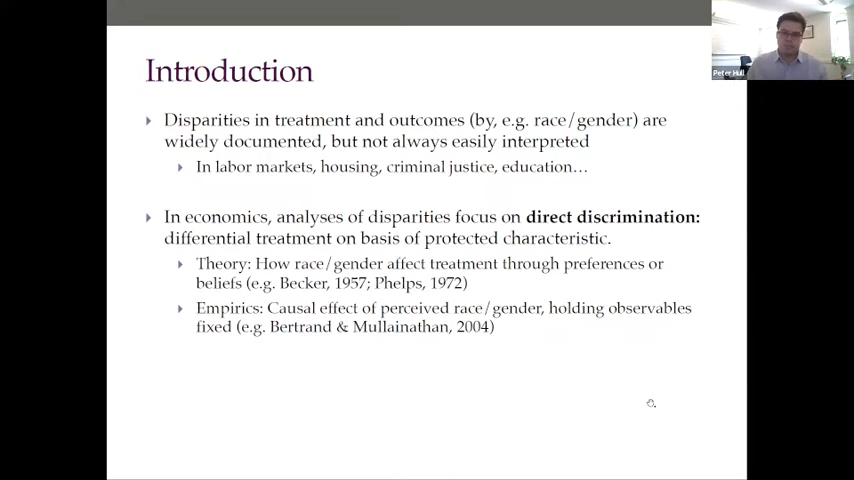 Introduction
Disparities in treatment and outcomes (by, e.g. race/gender) are
widely documented, but not always easily interpreted
In labor markets, housing, criminal justice, education…
In economics, analyses of disparities focus on direct discrimination:
differential treatment on basis of protected characteristic.
Theory: How race/gender affect treatment through preferences or
beliefs (e.g. Becker, 1957; Phelps, 1972)
Empirics: Causal effect of perceived race/gender, holding observables
fixed (e.g. Bertrand & Mullainathan, 2004)
Peter Hull